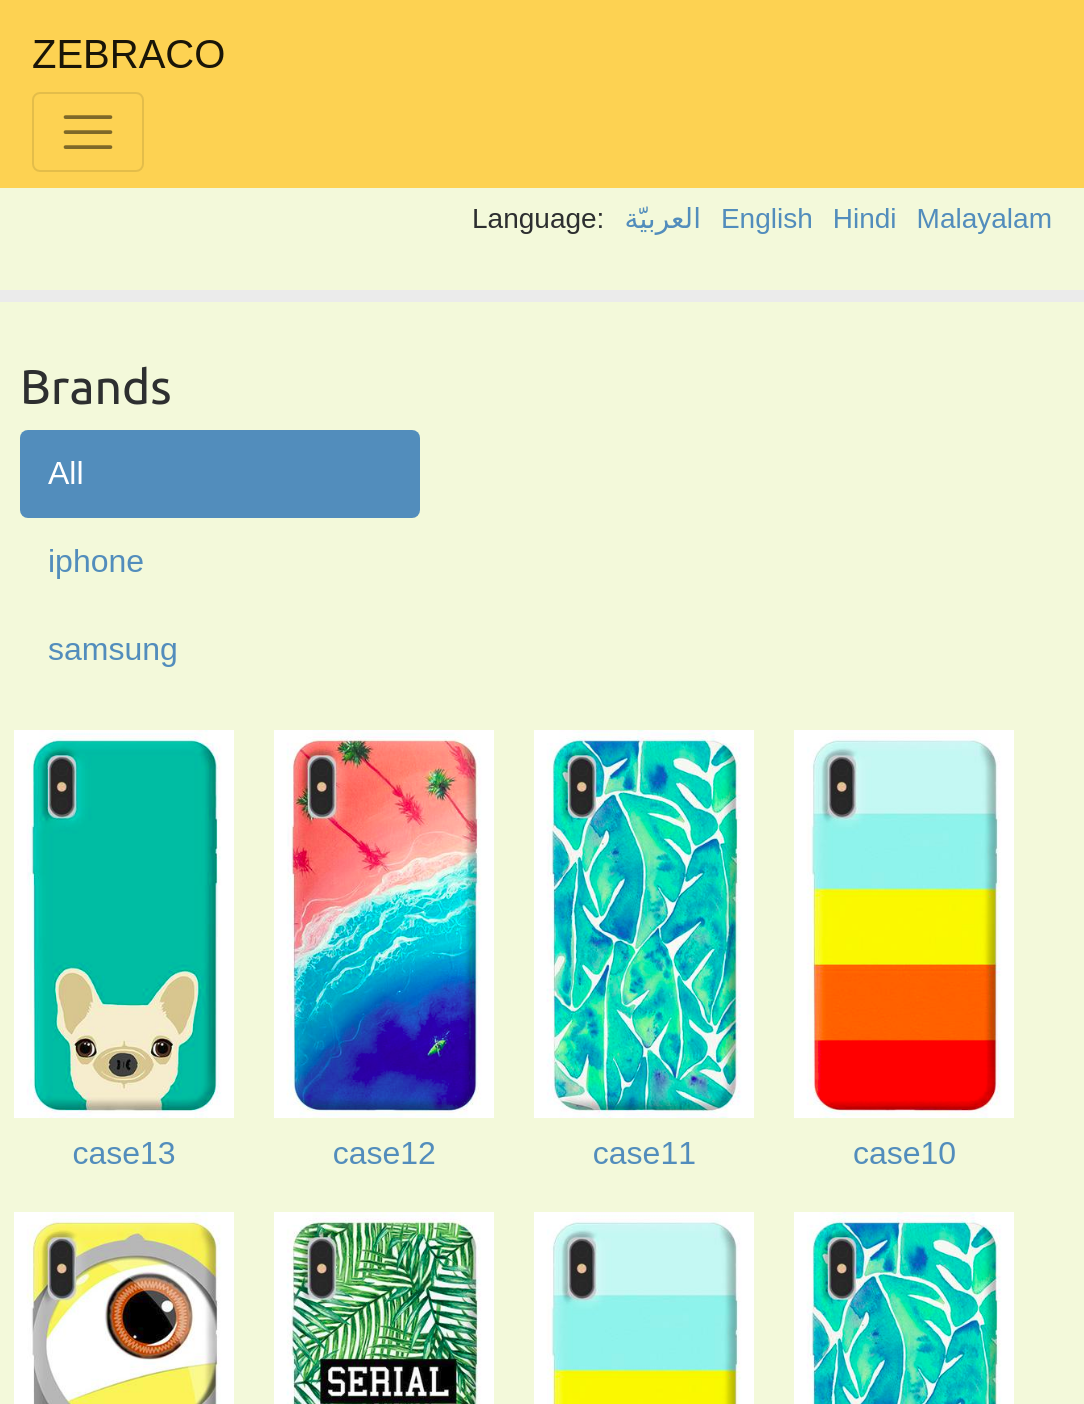 ZEBRACO
Language: العربيّة English Hindi Malayalam
Brands
All
iphone
samsung
case13 case12 case11 case10
SERIAL